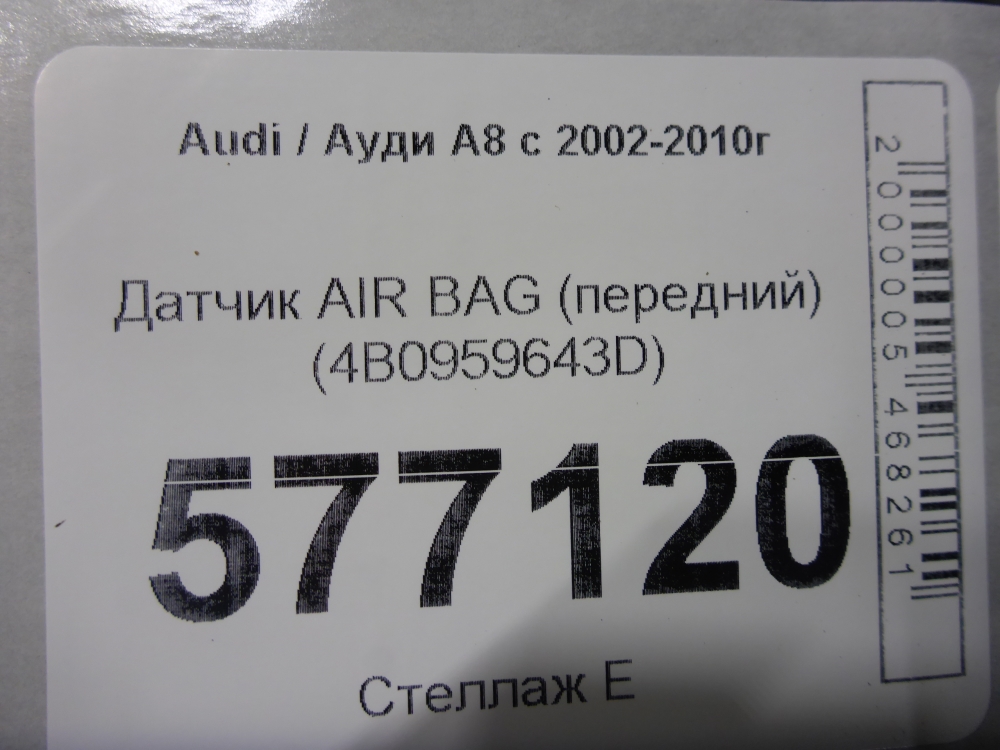 Audi / Ауди А8 с 2002-2010г
Датчик AIR BAG (передний)
(4B0959643D)
577120
Стеллаж Е
2000005468261